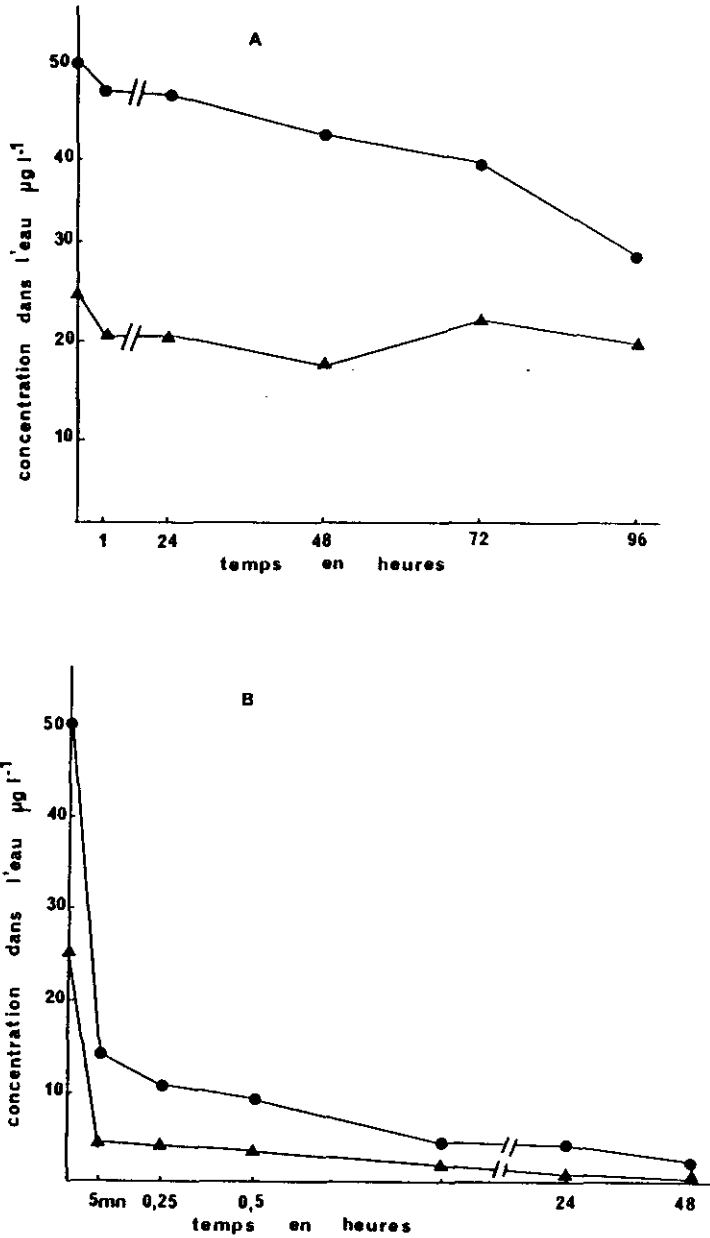 A
50
40
30
20
10
concentration dans l'eau µg l-1
1 24 48 72 96
temps en heures
B
50
40
30
20
10
concentration dans l'eau µg l-1
5mn 0,25 0,5 24 48
temps en heures